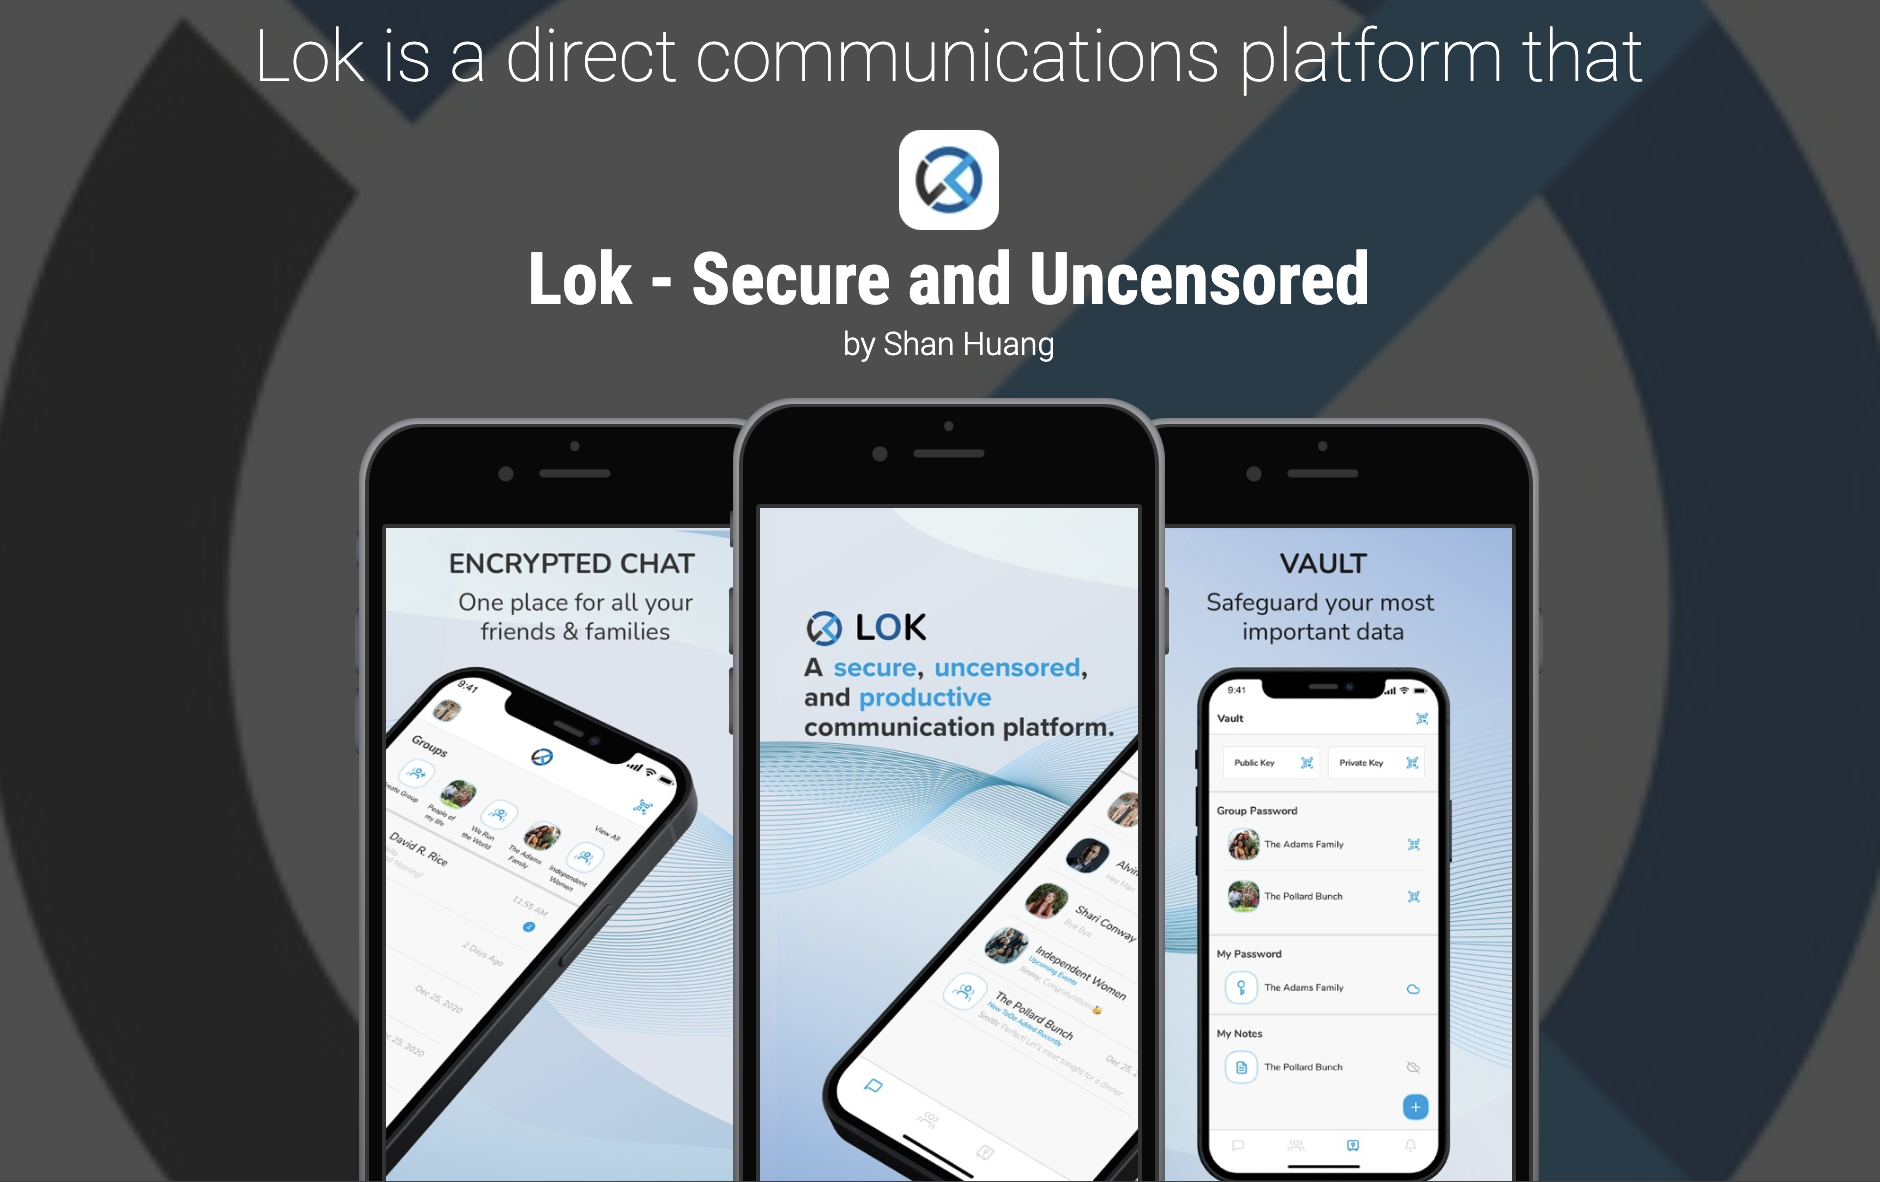 Lok is a direct communications platform that
Lok - Secure and Uncensored
by Shan Huang
ENCRYPTED CHAT
One place for all your
friends & families
9:41
Groups
eate Group
People of
my life
We Run
the World
The Adams
Family
Independent
Women
View All
David R. Rice
d Morning!
11:55 AM
2
2 Days Ago
Dec 25, 2020
c 25, 2020
LOK
A secure, uncensored,
and productive
communication platform.
Alvin
Hey Man
Shari Conway
Bye Bye
Independent Women
Upcoming Events
Jimmy: Congratulations
The Pollard Bunch
New ToDo Added Recently
Smith: Perfect! Let's meet tonight for a dinner.
Dec 25, 2
VAULT
Safeguard your most
important data
9:41
Vault
Public Key
Private Key
Group Password
The Adams Family
The Pollard Bunch
My Password
The Adams Family
My Notes
The Pollard Bunch